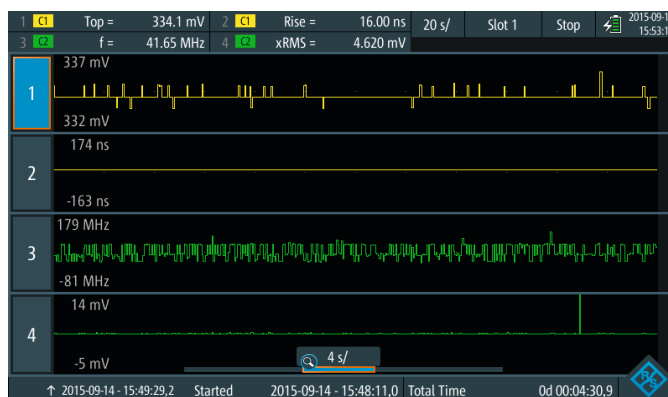 1 C1 Top = 334.1 mV 2 C1 Rise = 16.00 ns 20 s/ Slot 1 Stop 2015-09-1
3 C2 f = 41.65 MHz 4 C2 xRMS = 4.620 mV 15:53:1
337 mV
1
332 mV
174 ns
2
-163 ns
179 MHz
3
-81 MHz
14 mV
4
4 s/
-5 mV
↑ 2015-09-14 - 15:49:29,2 Started 2015-09-14 - 15:48:11,0 Total Time 0d 00:04:30,9
R&S